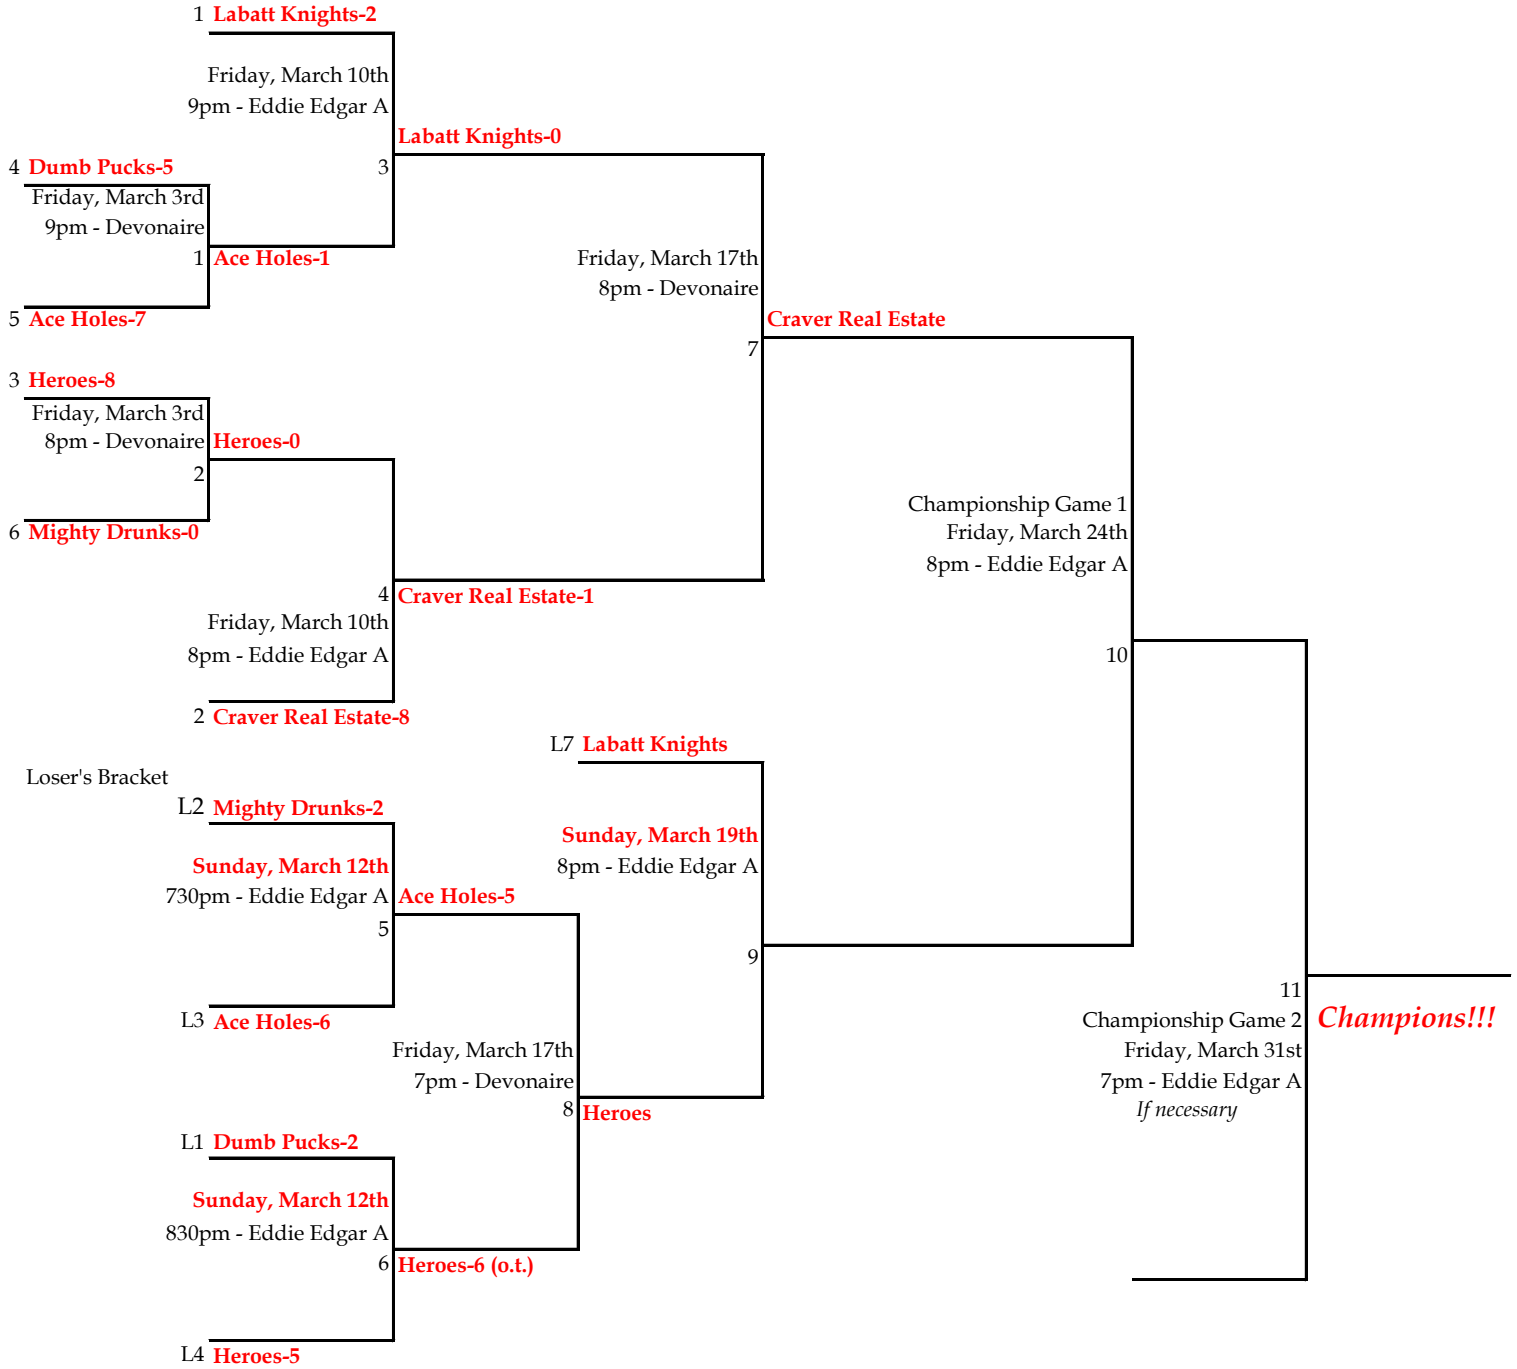 1 Labatt Knights-2
Friday, March 10th
9pm - Eddie Edgar A
Labatt Knights-0
3
4 Dumb Pucks-5
Friday, March 3rd
9pm - Devonaire
1 Ace Holes-1
5 Ace Holes-7
Friday, March 17th
8pm - Devonaire
Craver Real Estate
7
3 Heroes-8
Friday, March 3rd
8pm - Devonaire
Heroes-0
2
6 Mighty Drunks-0
Championship Game 1
Friday, March 24th
8pm - Eddie Edgar A
4 Craver Real Estate-1
Friday, March 10th
8pm - Eddie Edgar A
10
2 Craver Real Estate-8
L7 Labatt Knights
Loser's Bracket
L2 Mighty Drunks-2
Sunday, March 12th
730pm - Eddie Edgar A
Ace Holes-5
5
Sunday, March 19th
8pm - Eddie Edgar A
9
L3 Ace Holes-6
Friday, March 17th
7pm - Devonaire
8 Heroes
11
Championship Game 2
Friday, March 31st
7pm - Eddie Edgar A
If necessary
Champions!!!
L1 Dumb Pucks-2
Sunday, March 12th
830pm - Eddie Edgar A
6 Heroes-6 (o.t.)
L4 Heroes-5